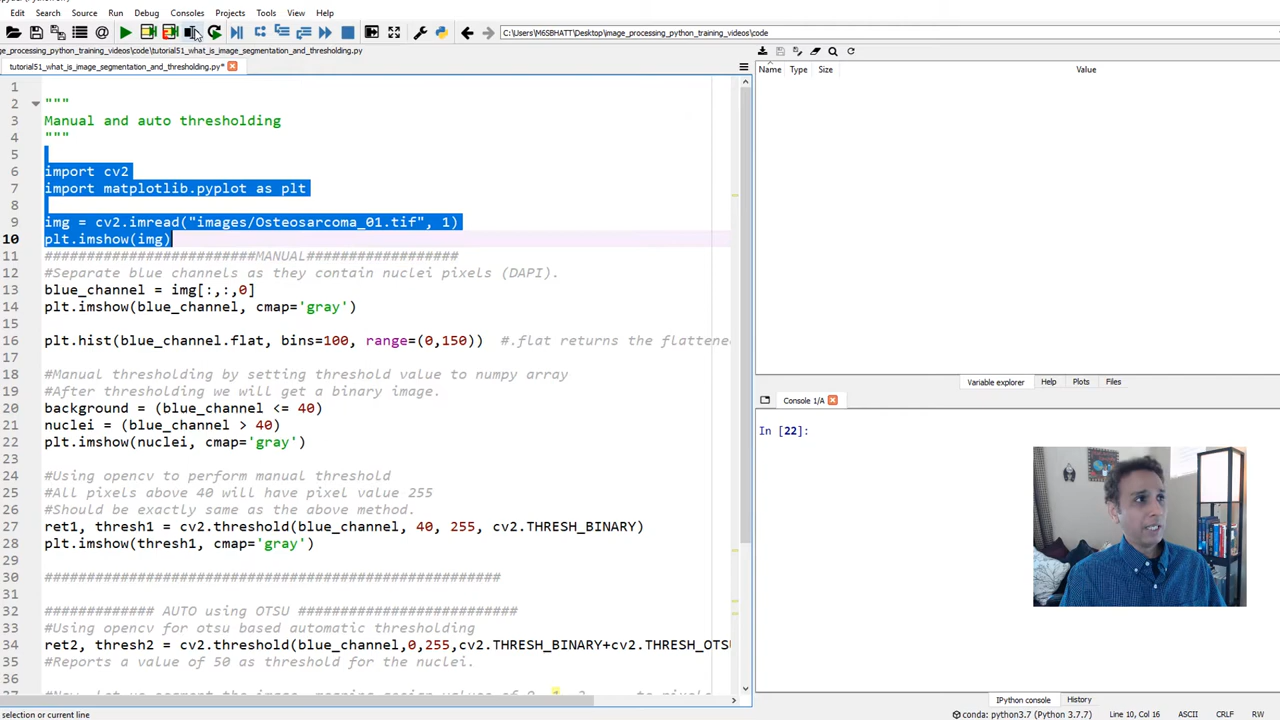 Search Source Run Debug Consoles Projects Tools View Help
C:\Users\M6SBHATT\Desktop\image_processing_python_training_videos\code
ge_processing_python_training_videos\code\tutorial51_what_is_image_segmentation_and_thresholding.py
tutorial51_what_is_image_segmentation_and_thresholding.py*
Name Type Size Value
1
2 """
3 Manual and auto thresholding
4 """
5
6 import cv2
7 import matplotlib.pyplot as plt
8
9 img = cv2.imread("images/Osteosarcoma_01.tif", 1)
10 plt.imshow(img)
11 #########################MANUAL##################
12 #Separate blue channels as they contain nuclei pixels (DAPI).
13 blue_channel = img[:,:,0]
14 plt.imshow(blue_channel, cmap='gray')
15
16 plt.hist(blue_channel.flat, bins=100, range=(0,150)) #.flat returns the flattene
17
18 #Manual thresholding by setting threshold value to numpy array
19 #After thresholding we will get a binary image.
20 background = (blue_channel <= 40)
21 nuclei = (blue_channel > 40)
22 plt.imshow(nuclei, cmap='gray')
23
24 #Using opencv to perform manual threshold
25 #All pixels above 40 will have pixel value 255
26 #Should be exactly same as the above method.
27 ret1, thresh1 = cv2.threshold(blue_channel, 40, 255, cv2.THRESH_BINARY)
28 plt.imshow(thresh1, cmap='gray')
29
30 ######################################################
31
32 ############# AUTO using OTSU ##########################
33 #Using opencv for otsu based automatic thresholding
34 ret2, thresh2 = cv2.threshold(blue_channel,0,255,cv2.THRESH_BINARY+cv2.THRESH_OTSU
35 #Reports a value of 50 as threshold for the nuclei.
36
Variable explorer Help Plots Files
Console 1/A
In [22]:
IPython console History
selection or current line
conda: python3.7 (Python 3.7.7) Line 10, Col 16 ASCII CRLF RW